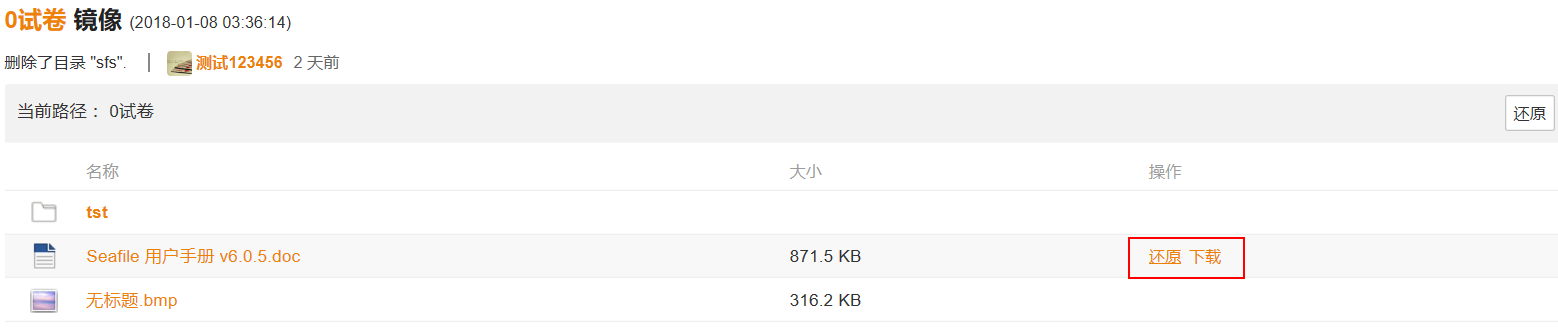 0试卷 镜像 (2018-01-08 03:36:14)
删除了目录 "sfs". | 测试123456 2 天前
当前路径： 0试卷 还原
名称 大小 操作
tst
Seafile 用户手册 v6.0.5.doc 871.5 KB 还原 下载
无标题.bmp 316.2 KB